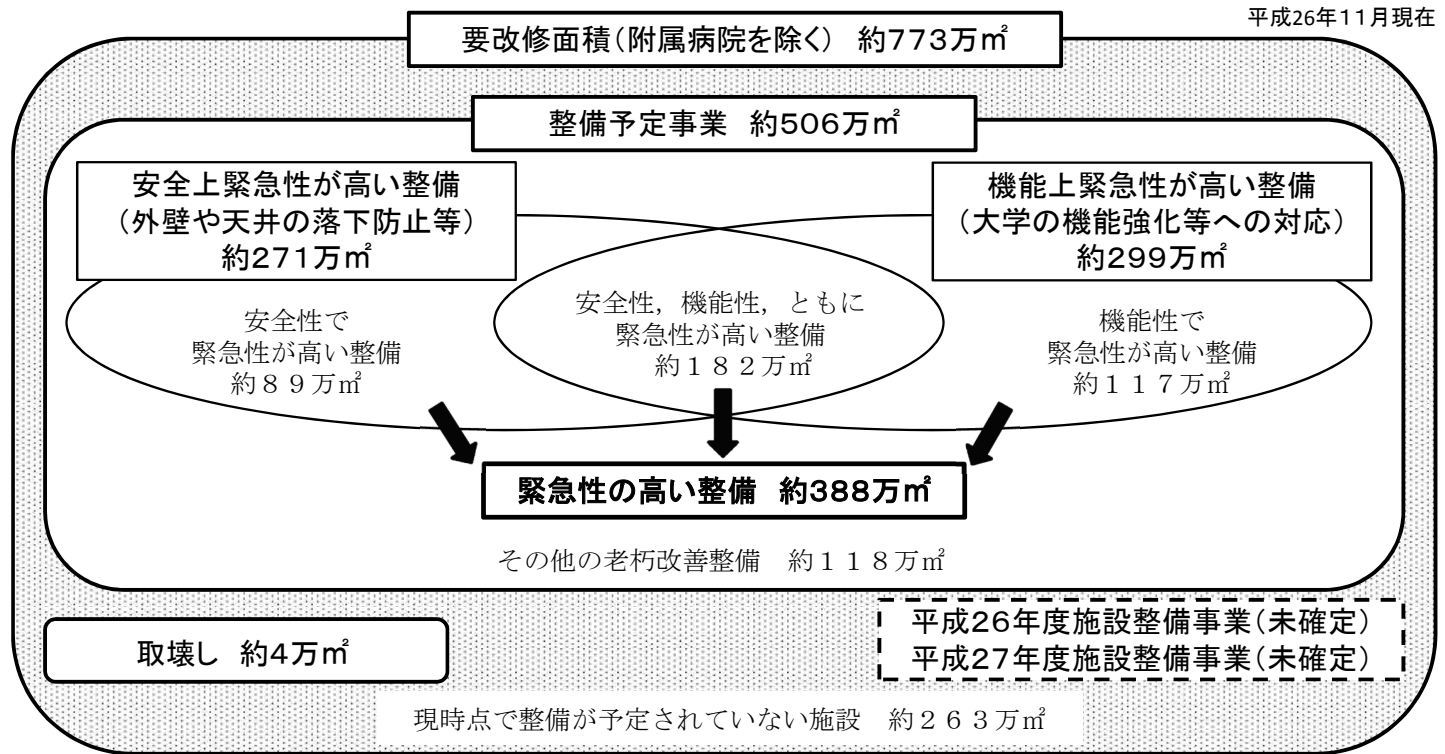 平成26年11月現在
要改修面積(附属病院を除く) 約773万㎡
整備予定事業 約506万㎡
安全上緊急性が高い整備
(外壁や天井の落下防止等)
約271万㎡
機能上緊急性が高い整備
(大学の機能強化等への対応)
約299万㎡
安全性で
緊急性が高い整備
約89万㎡
安全性,機能性,ともに
緊急性が高い整備
約182万㎡
機能性で
緊急性が高い整備
約117万㎡
緊急性の高い整備 約388万㎡
その他の老朽改善整備 約118万㎡
取壊し 約4万㎡
平成26年度施設整備事業(未確定)
平成27年度施設整備事業(未確定)
現時点で整備が予定されていない施設 約263万㎡